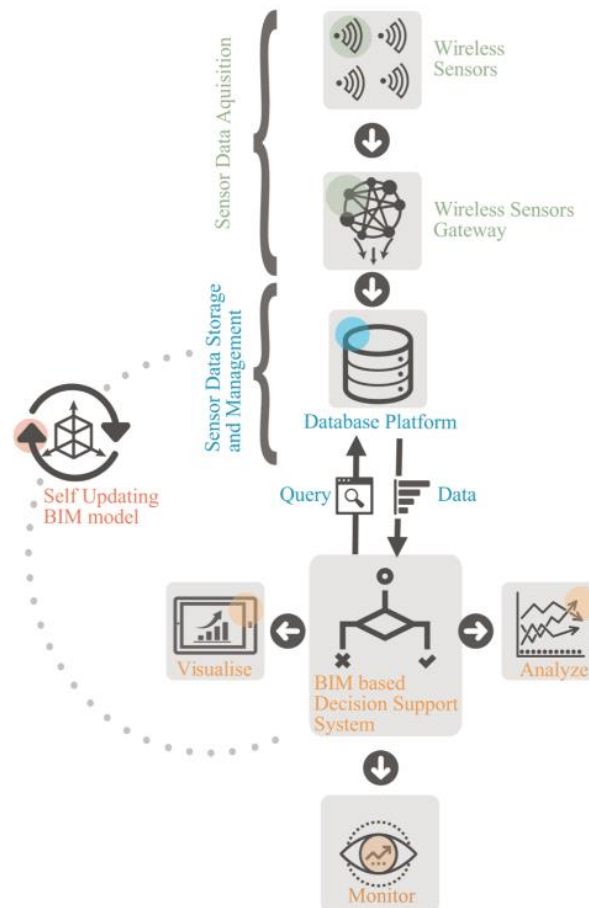 Sensor Data Aquisition
Wireless
Sensors
Wireless Sensors
Gateway
Sensor Data Storage
and Management
Database Platform
Self Updating
BIM model
Query
Data
Visualise
BIM based
Decision Support
System
Analyze
Monitor